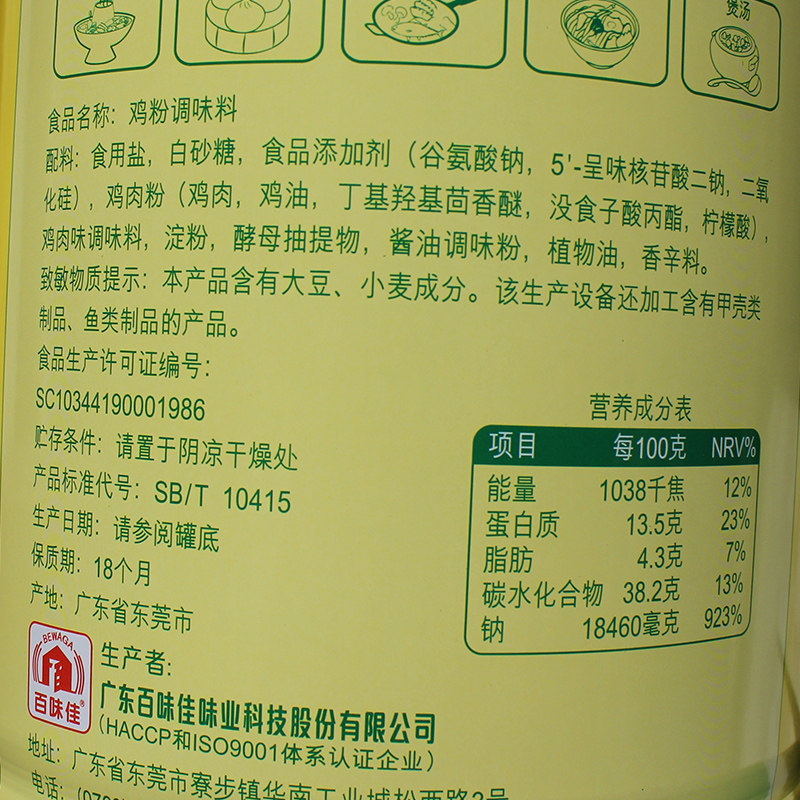 煲汤
食品名称：鸡粉调味料
配料：食用盐，白砂糖，食品添加剂（谷氨酸钠，5'-呈味核苷酸二钠，二氧
化硅），鸡肉粉（鸡肉，鸡油，丁基羟基茴香醚，没食子酸丙酯，柠檬酸），
鸡肉味调味料，淀粉，酵母抽提物，酱油调味粉，植物油，香辛料。
致敏物质提示：本产品含有大豆、小麦成分。该生产设备还加工含有甲壳类
制品、鱼类制品的产品。
食品生产许可证编号：
SC10344190001986
贮存条件：请置于阴凉干燥处
产品标准代号：SB/T 10415
生产日期：请参阅罐底
保质期：18个月
产地：广东省东莞市
营养成分表
项目 每100克 NRV%
能量 1038千焦 12%
蛋白质 13.5克 23%
脂肪 4.3克 7%
碳水化合物 38.2克 13%
钠 18460毫克 923%
BEWAGA
百味佳®
生产者：
广东百味佳味业科技股份有限公司
（HACCP和ISO9001体系认证企业）
地址：广东省东莞市寮步镇华南工业城松西路2号
电话：